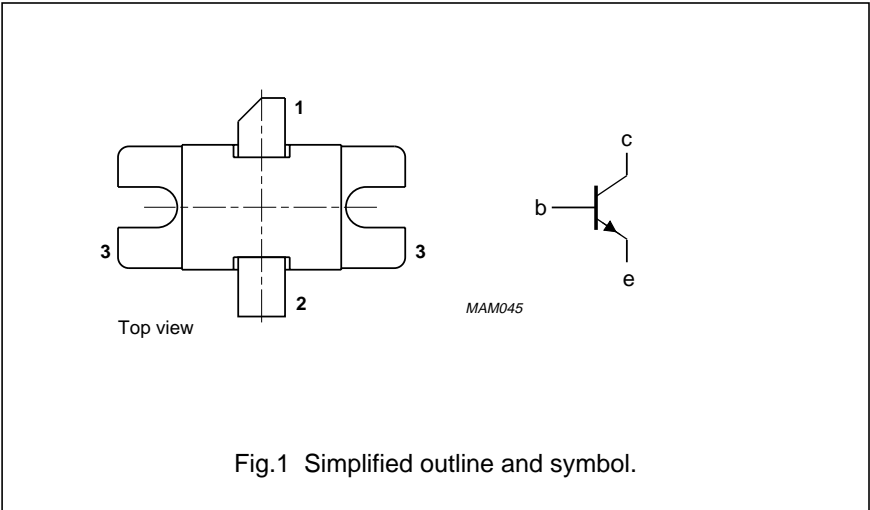 1
c
b
3
3
e
2
MAM045
Top view
Fig.1 Simplified outline and symbol.